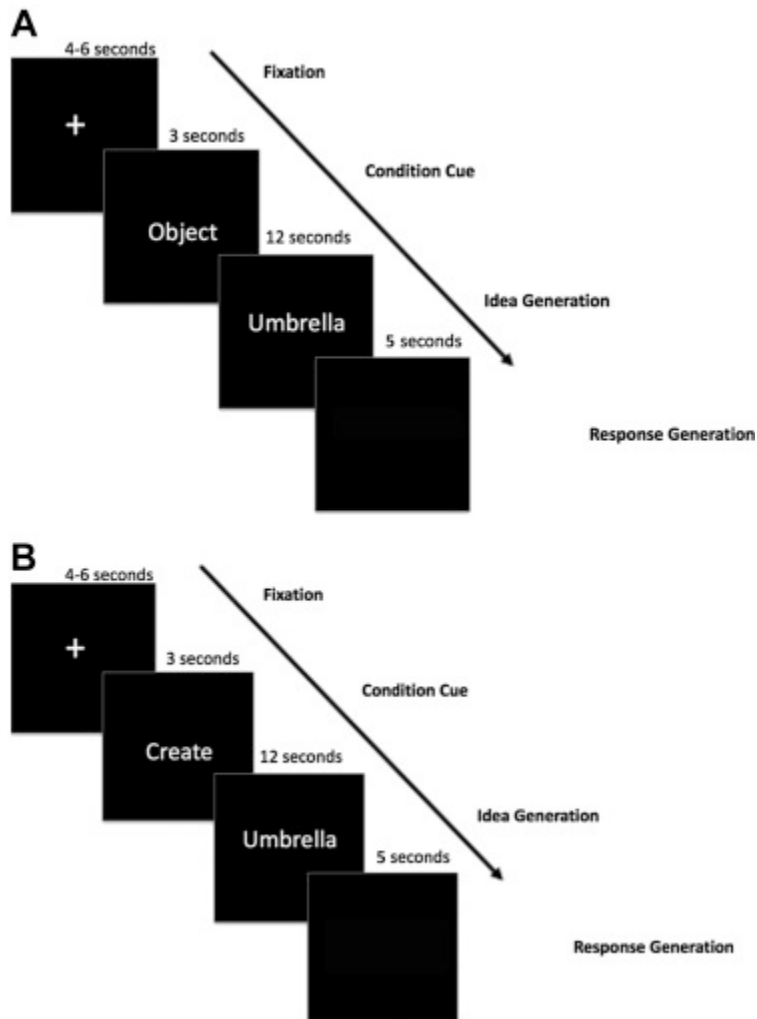 A
4-6 seconds
Fixation
+
3 seconds
Condition Cue
Object
12 seconds
Idea Generation
Umbrella
5 seconds
Response Generation
B
4-6 seconds
Fixation
+
3 seconds
Condition Cue
Create
12 seconds
Idea Generation
Umbrella
5 seconds
Response Generation